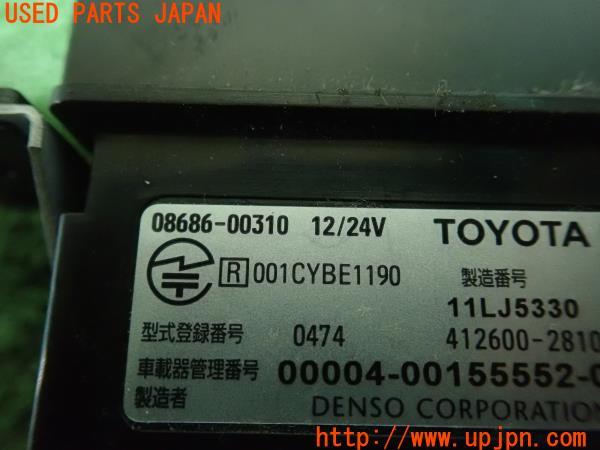 USED PARTS JAPAN
08686-00310 12/24V TOYOTA
R 001CYBE1190 製造番号
11LJ5330
型式登録番号 0474 412600-2810
車載器管理番号 00004-00155552-0
製造者 DENSO CORPORATION
http://www.upjpn.com